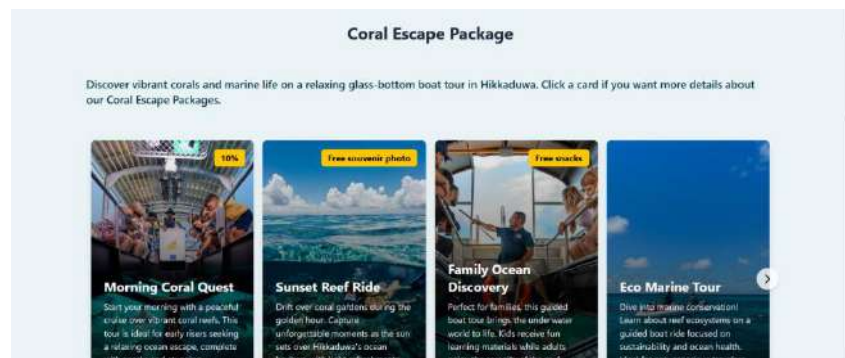 Coral Escape Package
Discover vibrant corals and marine life on a relaxing glass-bottom boat tour in Hikkaduwa. Click a card if you want more details about
our Coral Escape Packages.
10%
Free souvenir photo
Free snacks
Morning Coral Quest
Start your morning with a peaceful
cruise over vibrant coral reefs. This
tour is ideal for early risers seeking
a relaxing ocean escape, complete
Sunset Reef Ride
Drift over coral gardens during the
golden hour. Capture
unforgettable moments as the sun
sets over Hikkaduwa's ocean
Family Ocean
Discovery
Perfect for families, this guided
boat tour brings the underwater
world to life. Kids receive fun
learning materials while adults
Eco Marine Tour
Dive into marine conservation!
Learn about reef ecosystems on a
guided boat ride focused on
sustainability and ocean health.